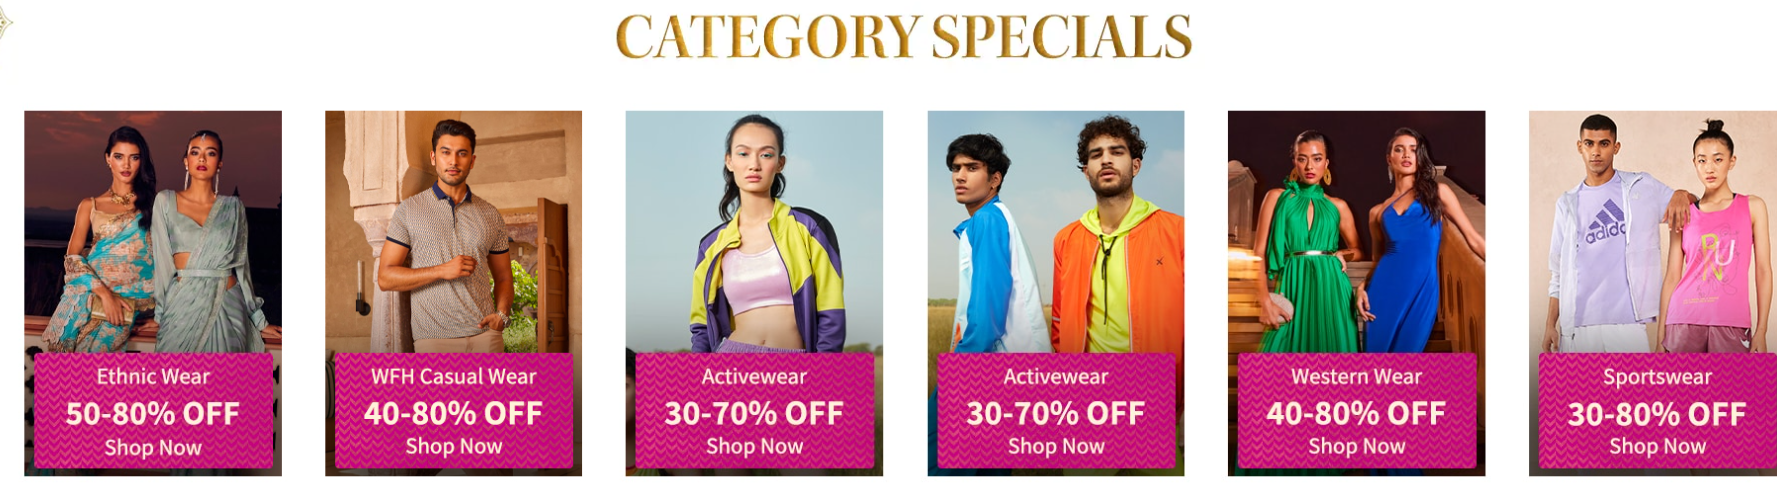 CATEGORY SPECIALS
Ethnic Wear
50-80% OFF
Shop Now
WFH Casual Wear
40-80% OFF
Shop Now
Activewear
30-70% OFF
Shop Now
Activewear
30-70% OFF
Shop Now
Western Wear
40-80% OFF
Shop Now
adidas
RUN
Sportswear
30-80% OFF
Shop Now